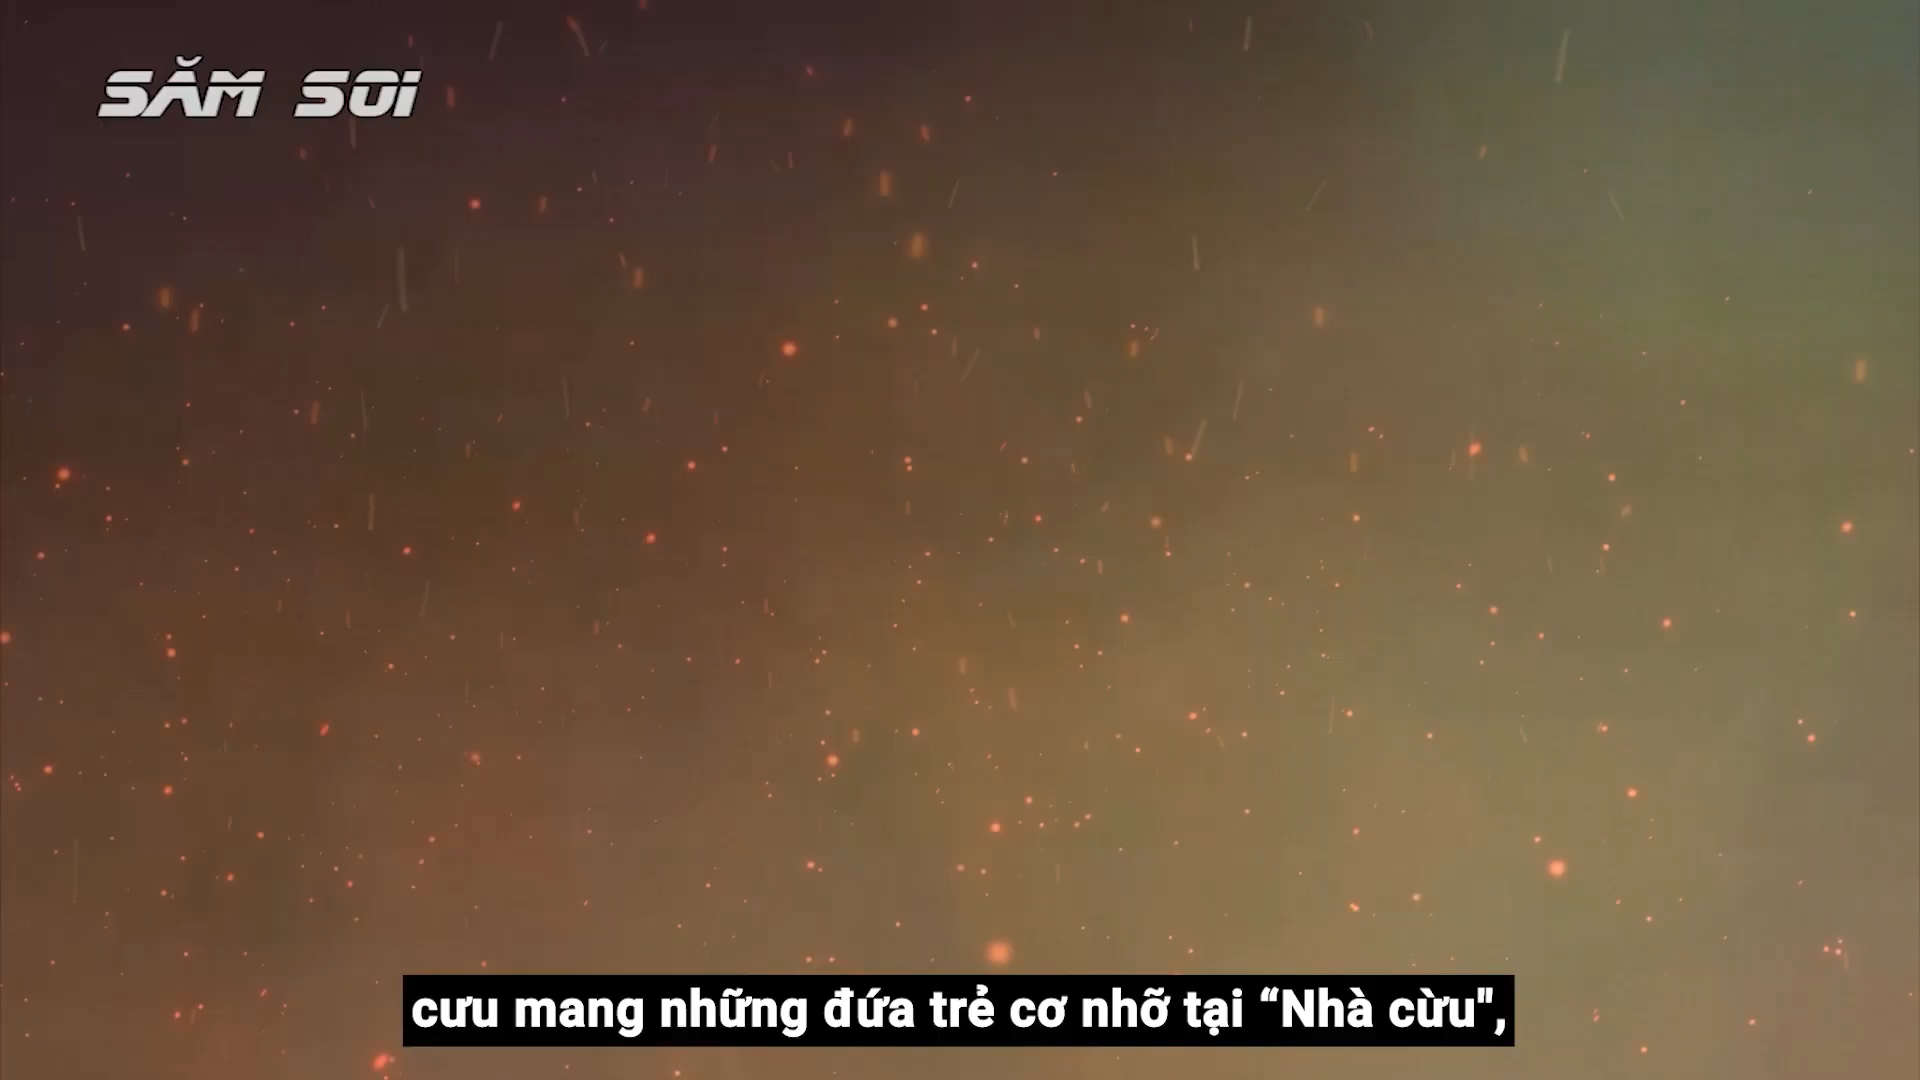 SĂM SOI
cưu mang những đứa trẻ cơ nhỡ tại “Nhà cừu",